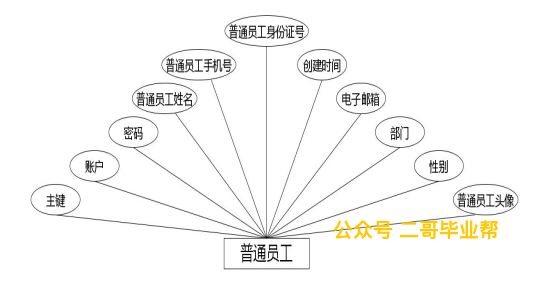 普通员工身份证号
普通员工手机号
创建时间
普通员工姓名
电子邮箱
密码
部门
账户
性别
主键
普通员工头像
公众号 二哥毕业帮
普通员工